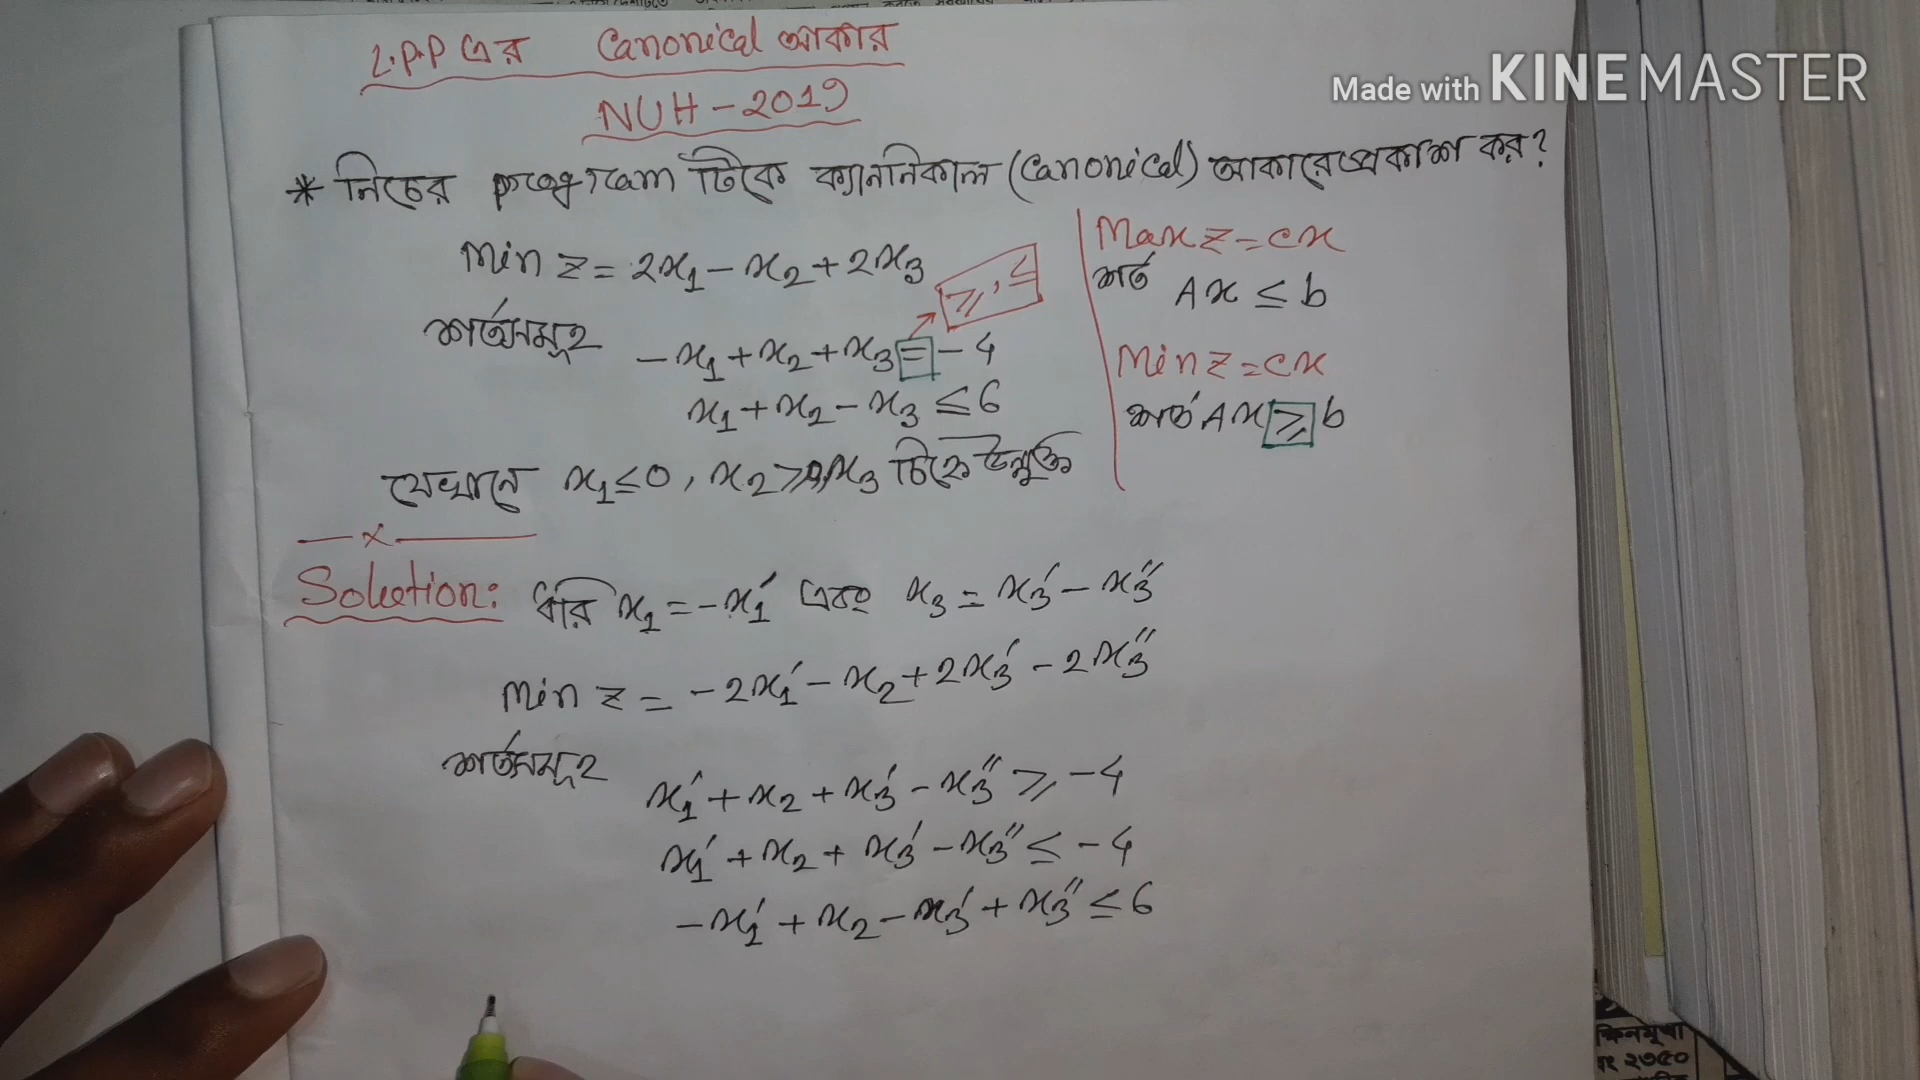 L.P.P এর Canonical আকার
NUH-2019
Made with KINEMASTER
* নিচের program টিকে ক্যাননিকাল (Canonical) আকারে প্রকাশ কর?
Min z = 2x₁ - x₂ + 2x₃
≥, ≤
শর্তসমূহ
-x₁ + x₂ + x₃ = -4
x₁ + x₂ - x₃ ≤ 6
যেখানে x₁ ≤ 0, x₂ ≥ 0, x₃ চিহ্নে উন্মুক্ত
Max z = cx
শর্ত Ax ≤ b
Min z = cx
শর্ত Ax ≥ b
Solution: ধরি x₁ = -x₁′ এবং x₃ = x₃′ - x₃″
Min z = -2x₁′ - x₂ + 2x₃′ - 2x₃″
শর্তসমূহ
x₁′ + x₂ + x₃′ - x₃″ ≥ -4
x₁′ + x₂ + x₃′ - x₃″ ≤ -4
-x₁′ + x₂ - x₃′ + x₃″ ≤ 6
২৩৫০